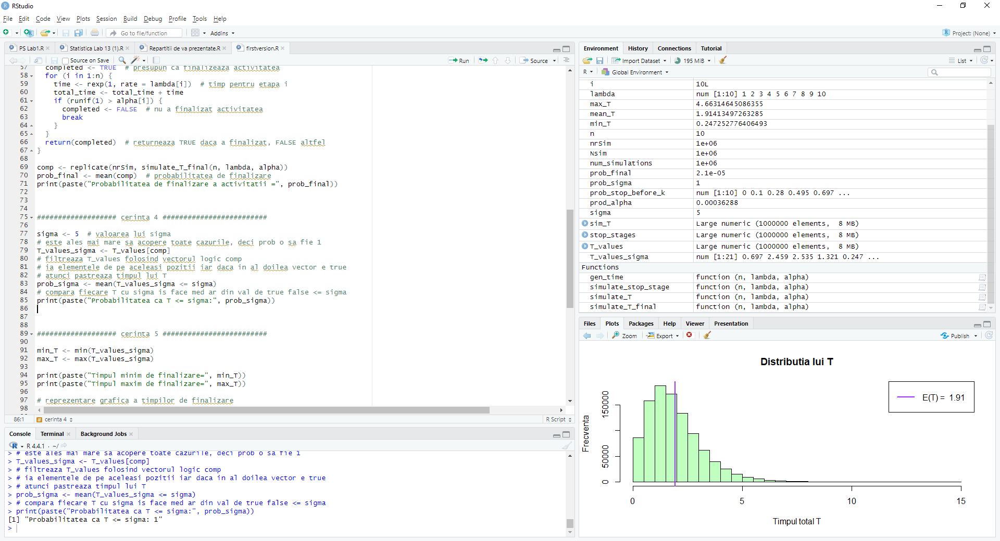 RStudio
File Edit Code View Plots Session Build Debug Profile Tools Help
Go to file/function Addins Project: (None)
PS Lab1.R Statistica Lab 13 (1).R Repartitii de va prezentate.R firstversion.R
Source on Save Run Source
57 completed <- TRUE # presupun ca finalizeaza activitatea
58 for (i in 1:n) {
59 time <- rexp(1, rate = lambda[i]) # timp pentru etapa i
60 total_time <- total_time + time
61 if (runif(1) > alpha[i]) {
62 completed <- FALSE # nu a finalizat activitatea
63 break
64 }
65 }
66 return(completed) # returneaza TRUE daca a finalizat, FALSE altfel
67 }
68
69 comp <- replicate(nrSim, simulate_T_final(n, lambda, alpha))
70 prob_final <- mean(comp) # probabilitatea de finalizare
71 print(paste("Probabilitatea de finalizare a activitatii =", prob_final))
72
73
74
75 ################### cerinta 4 #########################
76
77 sigma <- 5 # valoarea lui sigma
78 # este ales mai mare sa acopere toate cazurile, deci prob o sa fie 1
79 T_values_sigma <- T_values[comp]
80 # filtreaza T_values folosind vectorul logic comp
81 # ia elementele de pe aceleasi pozitii iar daca in al doilea vector e true
82 # atunci pastreaza timpul lui T
83 prob_sigma <- mean(T_values_sigma <= sigma)
84 # compara fiecare T cu sigma is face med ar din val de true false <= sigma
85 print(paste("Probabilitatea ca T <= sigma:", prob_sigma))
86
87
88
89 ################### cerinta 5 #########################
90
91 min_T <- min(T_values_sigma)
92 max_T <- max(T_values_sigma)
93
94 print(paste("Timpul minim de finalizare=", min_T))
95 print(paste("Timpul maxim de finalizare=", max_T))
96
97 # reprezentare grafica a timpilor de finalizare
98
86:1 # cerinta 4 R Script
Console Terminal Background Jobs
R R 4.4.1 · ~/
> # este ales mai mare sa acopere toate cazurile, deci prob o sa fie 1
> T_values_sigma <- T_values[comp]
> # filtreaza T_values folosind vectorul logic comp
> # ia elementele de pe aceleasi pozitii iar daca in al doilea vector e true
> # atunci pastreaza timpul lui T
> prob_sigma <- mean(T_values_sigma <= sigma)
> # compara fiecare T cu sigma is face med ar din val de true false <= sigma
> print(paste("Probabilitatea ca T <= sigma:", prob_sigma))
[1] "Probabilitatea ca T <= sigma: 1"
>
Environment History Connections Tutorial
Import Dataset 195 MiB List
R Global Environment
i 10L
lambda num [1:10] 1 2 3 4 5 6 7 8 9 10
max_T 4.66314645086355
mean_T 1.91413497263285
min_T 0.247252776406493
n 10
nrSim 1e+06
Nsim 1e+06
num_simulations 1e+06
prob_final 2.1e-05
prob_sigma 1
prob_stop_before_k num [1:10] 0 0.1 0.28 0.495 0.697 ...
prod_alpha 0.00036288
sigma 5
sim_T Large numeric (1000000 elements, 8 MB)
stop_stages Large numeric (1000000 elements, 8 MB)
T_values Large numeric (1000000 elements, 8 MB)
T_values_sigma num [1:21] 0.697 2.459 2.535 1.321 0.247 ...
Functions
gen_time function (n, lambda, alpha)
simulate_stop_stage function (n, lambda, alpha)
simulate_T function (n, lambda, alpha)
simulate_T_final function (n, lambda, alpha)
Files Plots Packages Help Viewer Presentation
Zoom Export Publish
Distributia lui T
E(T) = 1.91
Frecventa
150000
50000
0
0 5 10 15
Timpul total T